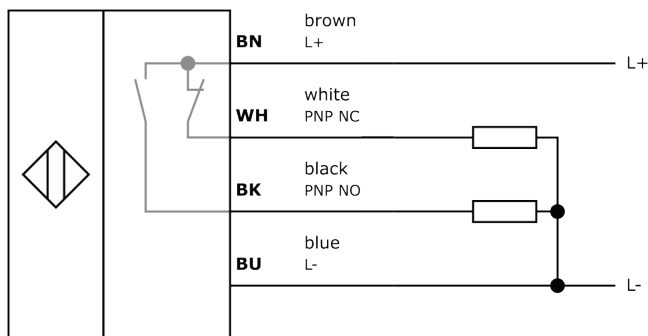 brown
BN L+ L+
white
WH PNP NC
black
BK PNP NO
blue
BU L- L-